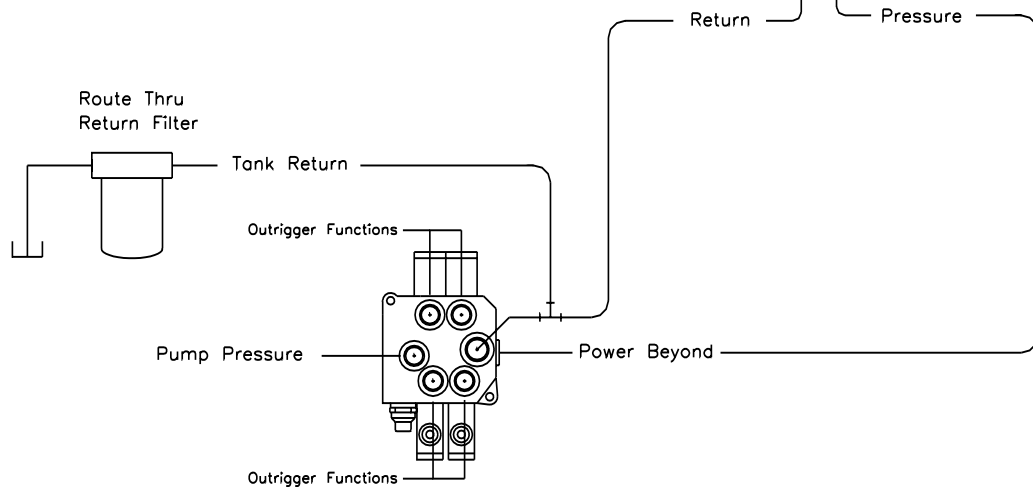 Return
Pressure
Route Thru
Return Filter
Tank Return
Outrigger Functions
Pump Pressure
Power Beyond
Outrigger Functions